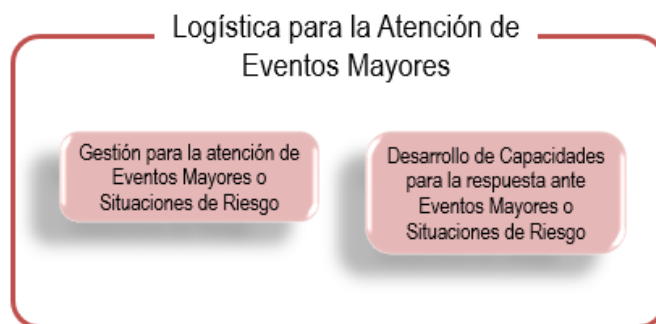 Logística para la Atención de
Eventos Mayores
Gestión para la atención de
Eventos Mayores o
Situaciones de Riesgo
Desarrollo de Capacidades
para la respuesta ante
Eventos Mayores o
Situaciones de Riesgo